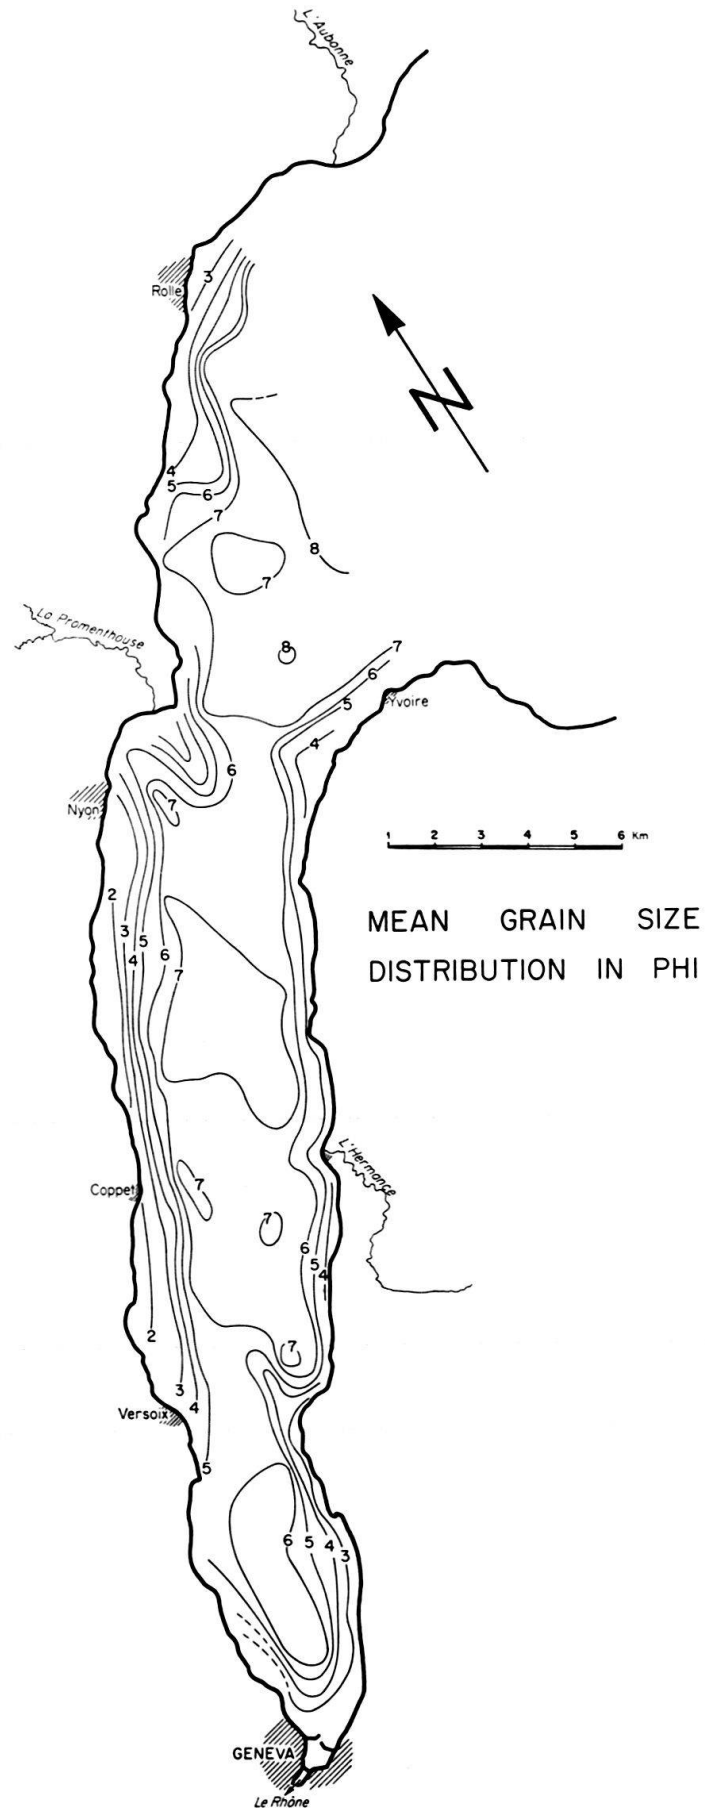 L'Aubonne
3
Rolle
N
4
5
6
7
8
7
La Promenthouse
8
7
6
5
Yvoire
4
6
7
Nyon
1 2 3 4 5 6 Km
2
3
4
5
6
7
MEAN GRAIN SIZE
DISTRIBUTION IN PHI
L'Hermance
Coppet
7
7
6
5
4
2
7
3
4
Versoix
5
6 5 4 3
GENEVA
Le Rhône